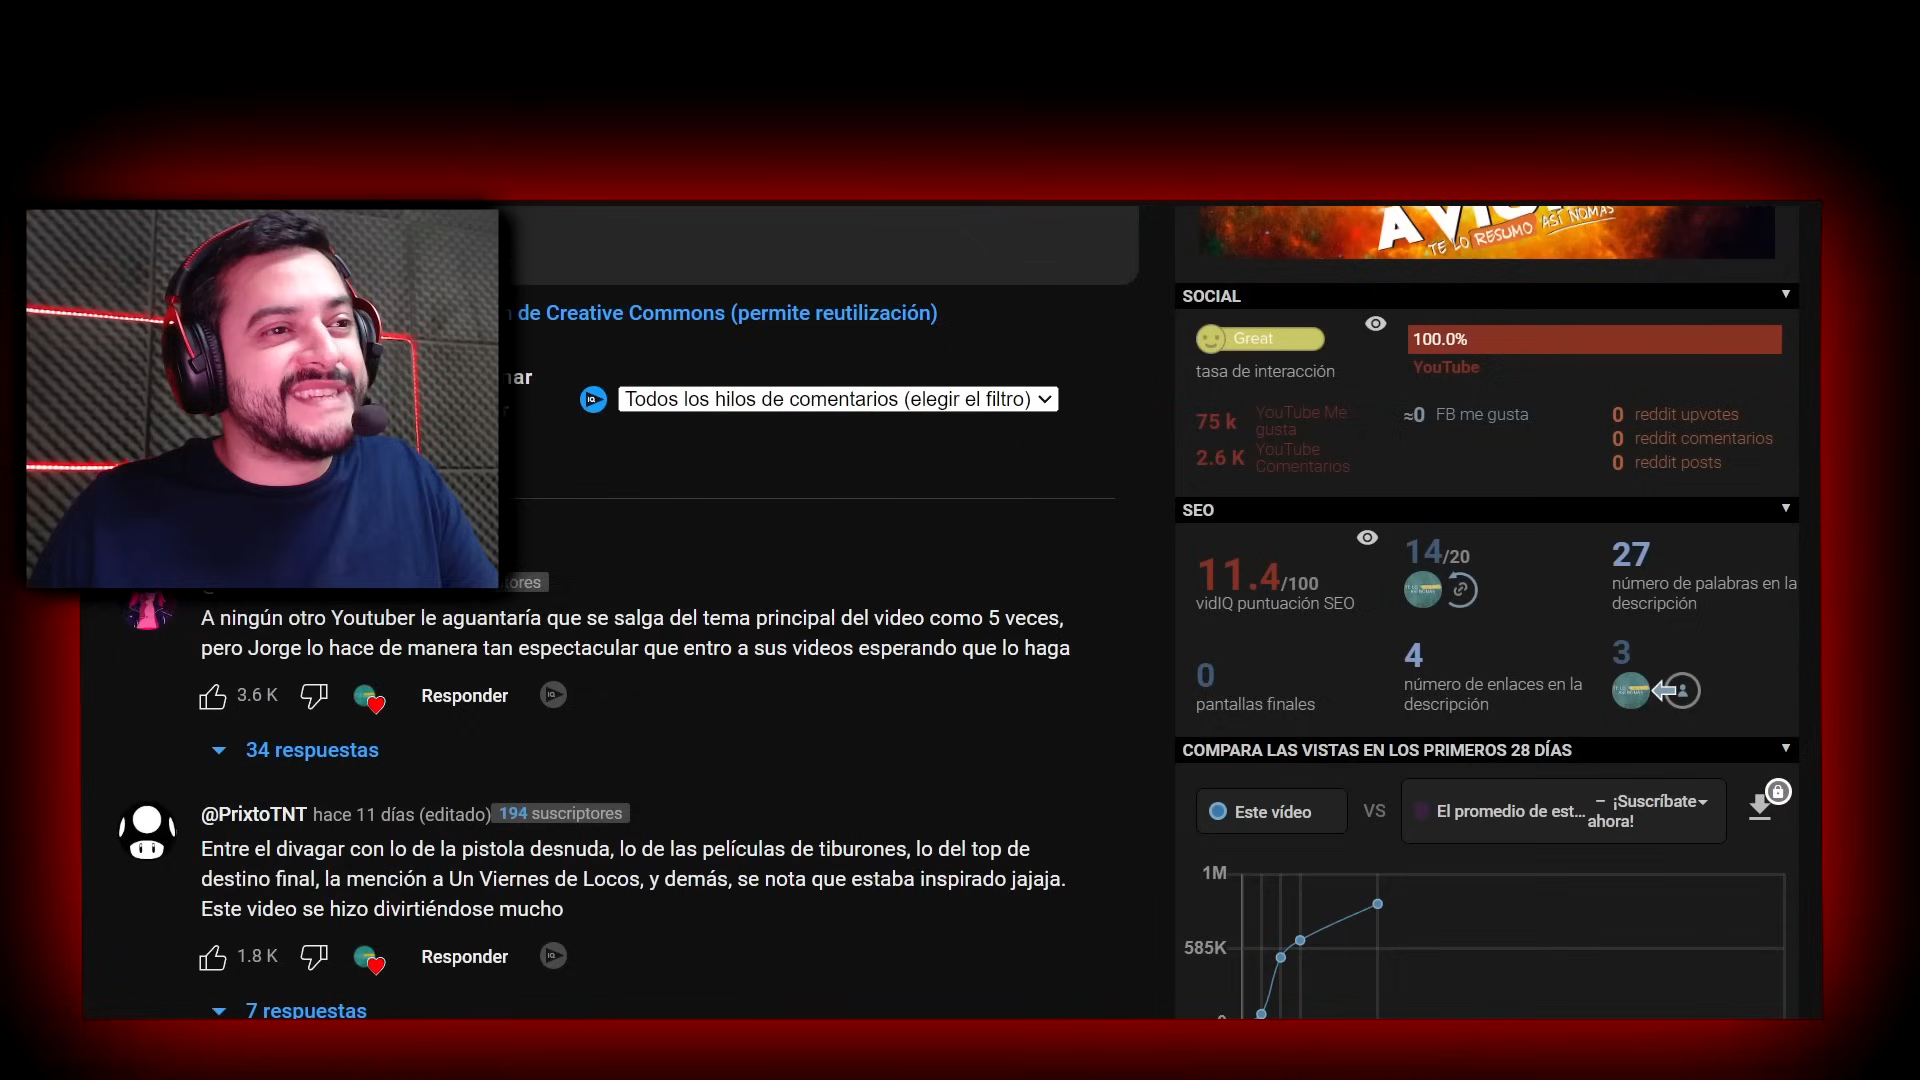 TE LO RESUMO ASÍ NOMÁS
de Creative Commons (permite reutilización)
Todos los hilos de comentarios (elegir el filtro)
A ningún otro Youtuber le aguantaría que se salga del tema principal del video como 5 veces,
pero Jorge lo hace de manera tan espectacular que entro a sus videos esperando que lo haga
3.6 K
Responder
34 respuestas
@PrixtoTNT hace 11 días (editado) 194 suscriptores
Entre el divagar con lo de la pistola desnuda, lo de las películas de tiburones, lo del top de
destino final, la mención a Un Viernes de Locos, y demás, se nota que estaba inspirado jajaja.
Este video se hizo divirtiéndose mucho
1.8 K
Responder
7 respuestas
SOCIAL
Great
tasa de interacción
100.0%
YouTube
75 k YouTube Me
gusta
2.6 K YouTube
Comentarios
≈0 FB me gusta
0 reddit upvotes
0 reddit comentarios
0 reddit posts
SEO
11.4/100
vidIQ puntuación SEO
14/20
27
número de palabras en la
descripción
0
pantallas finales
4
número de enlaces en la
descripción
3
COMPARA LAS VISTAS EN LOS PRIMEROS 28 DÍAS
Este vídeo
VS
El promedio de est...
– ¡Suscríbate
ahora!
1M
585K